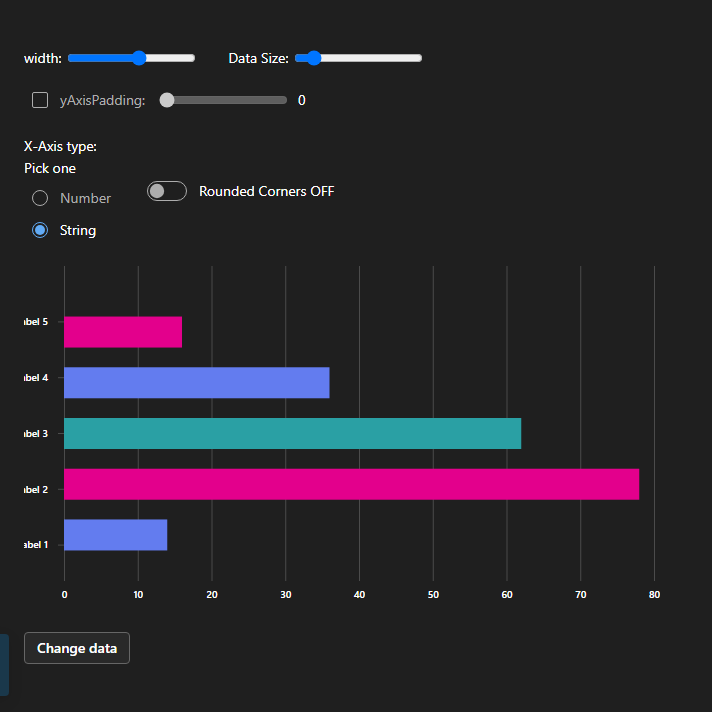 width: Data Size:
yAxisPadding: 0
X-Axis type:
Pick one
Number
Rounded Corners OFF
String
abel 5
abel 4
abel 3
abel 2
abel 1
0 10 20 30 40 50 60 70 80
Change data